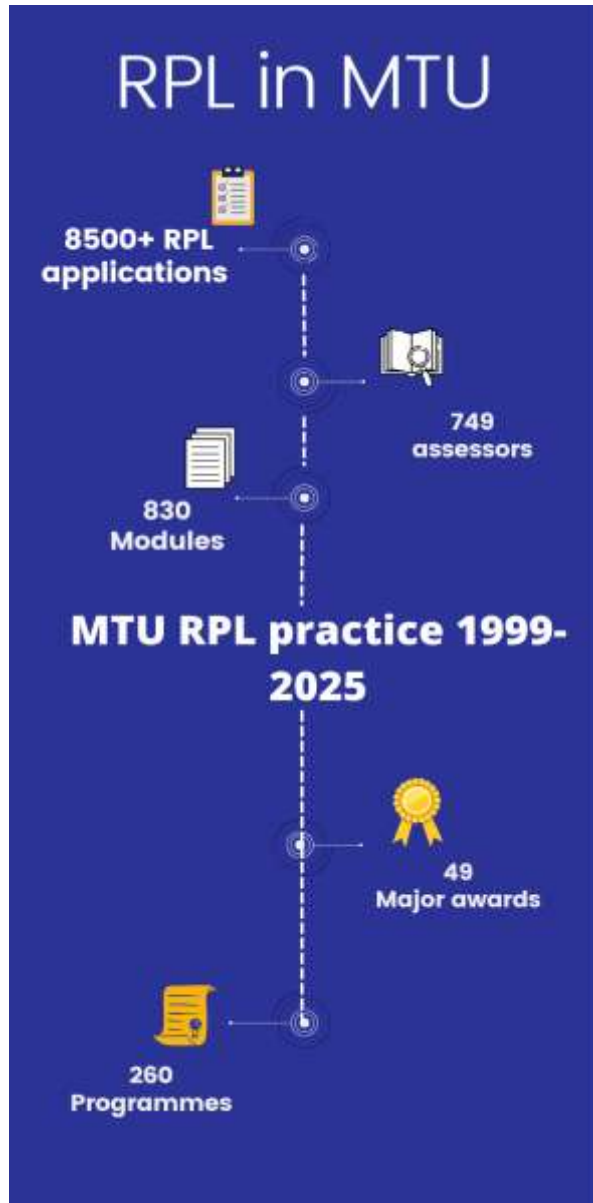 RPL in MTU
8500+ RPL
applications
749
assessors
830
Modules
MTU RPL practice 1999-
2025
49
Major awards
260
Programmes